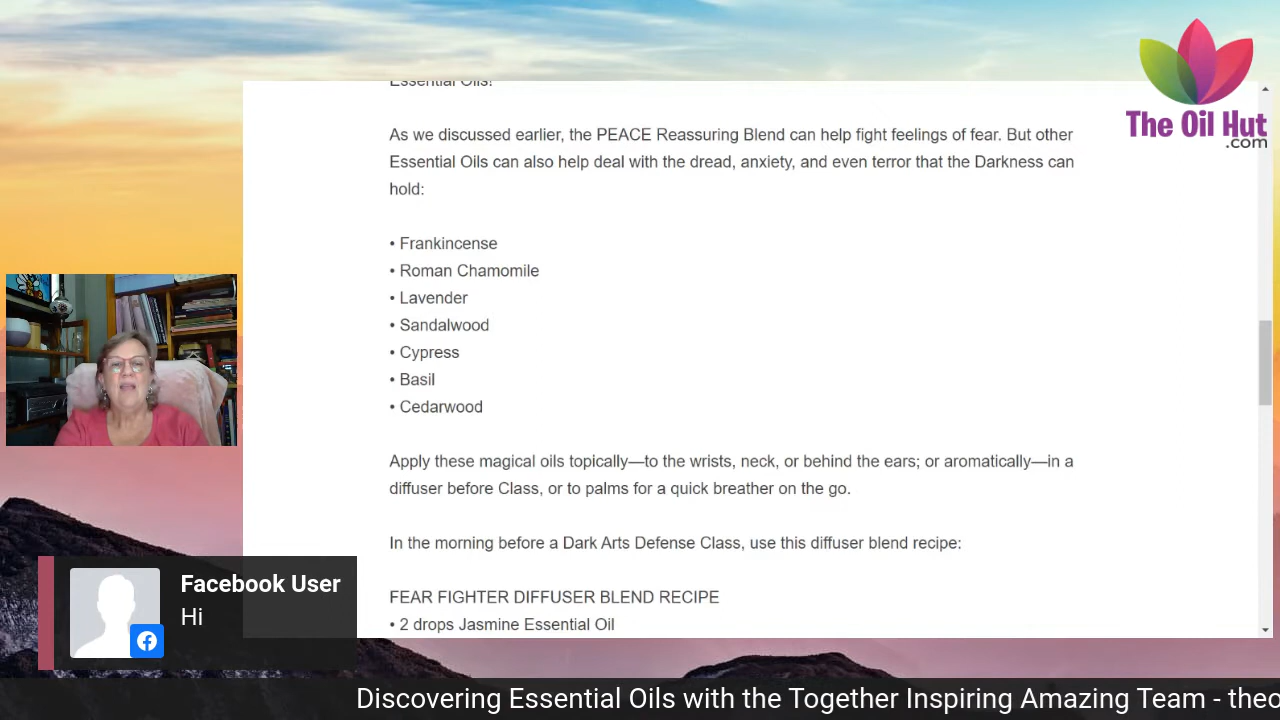 Essential Oils!
The Oil Hut
.com
As we discussed earlier, the PEACE Reassuring Blend can help fight feelings of fear. But other
Essential Oils can also help deal with the dread, anxiety, and even terror that the Darkness can
hold:
• Frankincense
• Roman Chamomile
• Lavender
• Sandalwood
• Cypress
• Basil
• Cedarwood
Apply these magical oils topically—to the wrists, neck, or behind the ears; or aromatically—in a
diffuser before Class, or to palms for a quick breather on the go.
In the morning before a Dark Arts Defense Class, use this diffuser blend recipe:
FEAR FIGHTER DIFFUSER BLEND RECIPE
• 2 drops Jasmine Essential Oil
Facebook User
Hi
Discovering Essential Oils with the Together Inspiring Amazing Team - theo